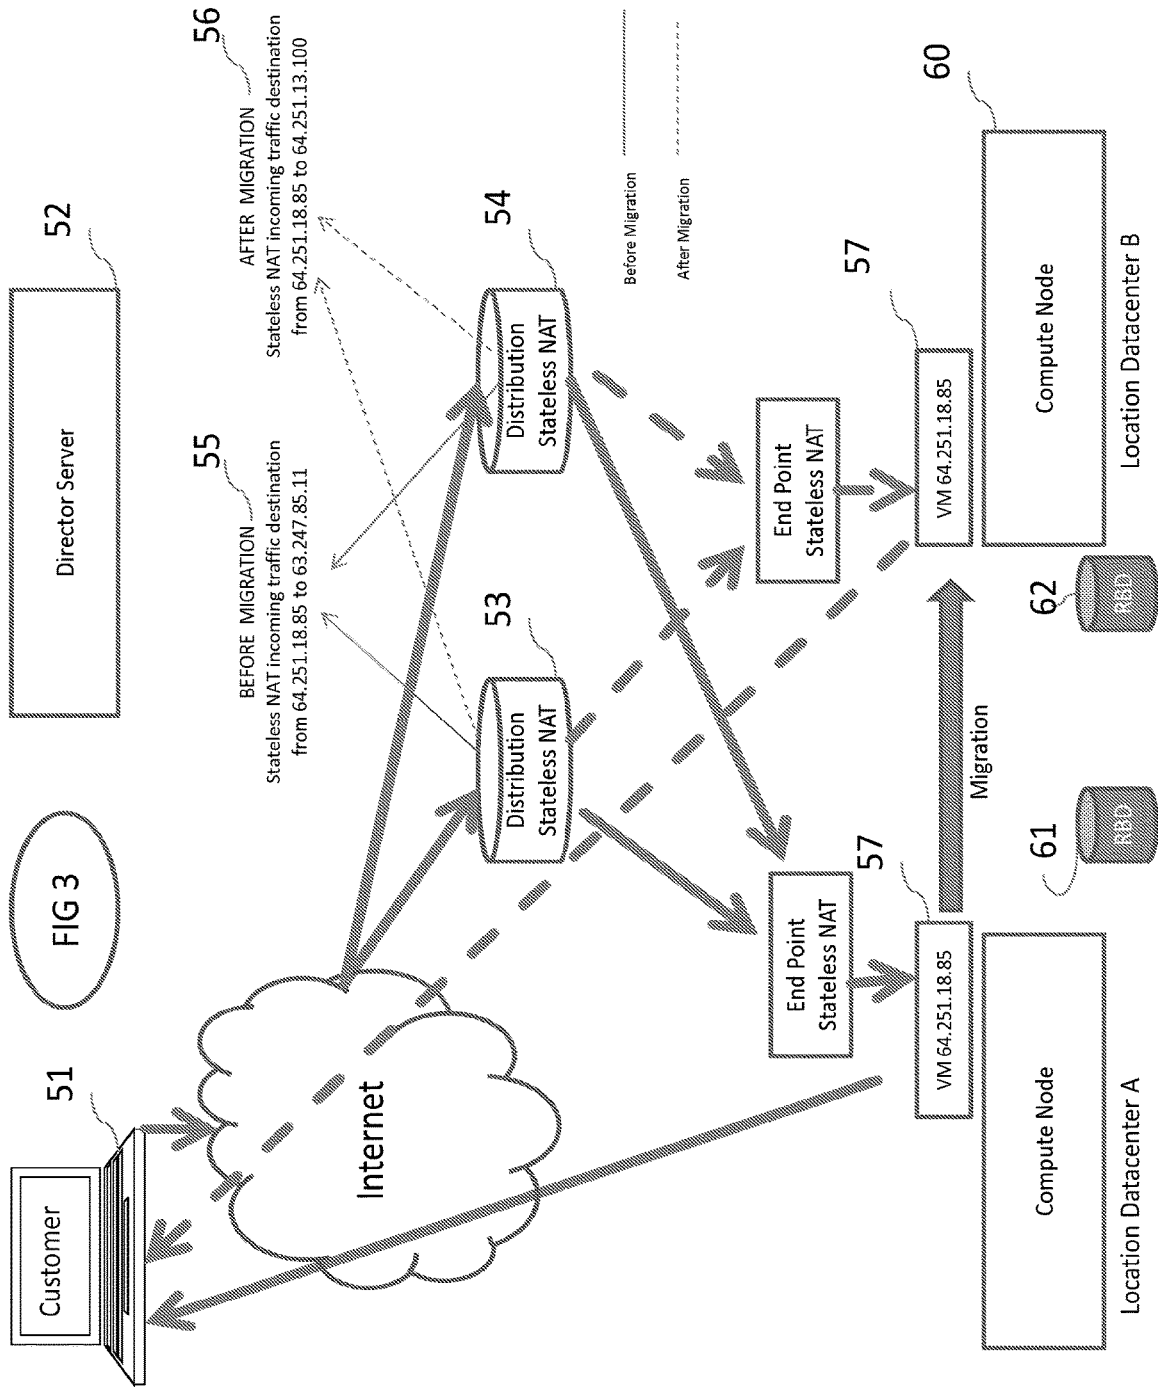 FIG 3
Director Server
52
Customer
51
Internet
BEFORE MIGRATION
55
Stateless NAT incoming traffic destination
from 64.251.18.85 to 63.247.85.11
AFTER MIGRATION
56
Stateless NAT incoming traffic destination
from 64.251.18.85 to 64.251.13.100
Distribution
Stateless NAT
53
Distribution
Stateless NAT
54
Before Migration
After Migration
End Point
Stateless NAT
End Point
Stateless NAT
57
VM 64.251.18.85
57
VM 64.251.18.85
Migration
Compute Node
61
RBD
62
RBD
Compute Node
60
Location Datacenter A
Location Datacenter B